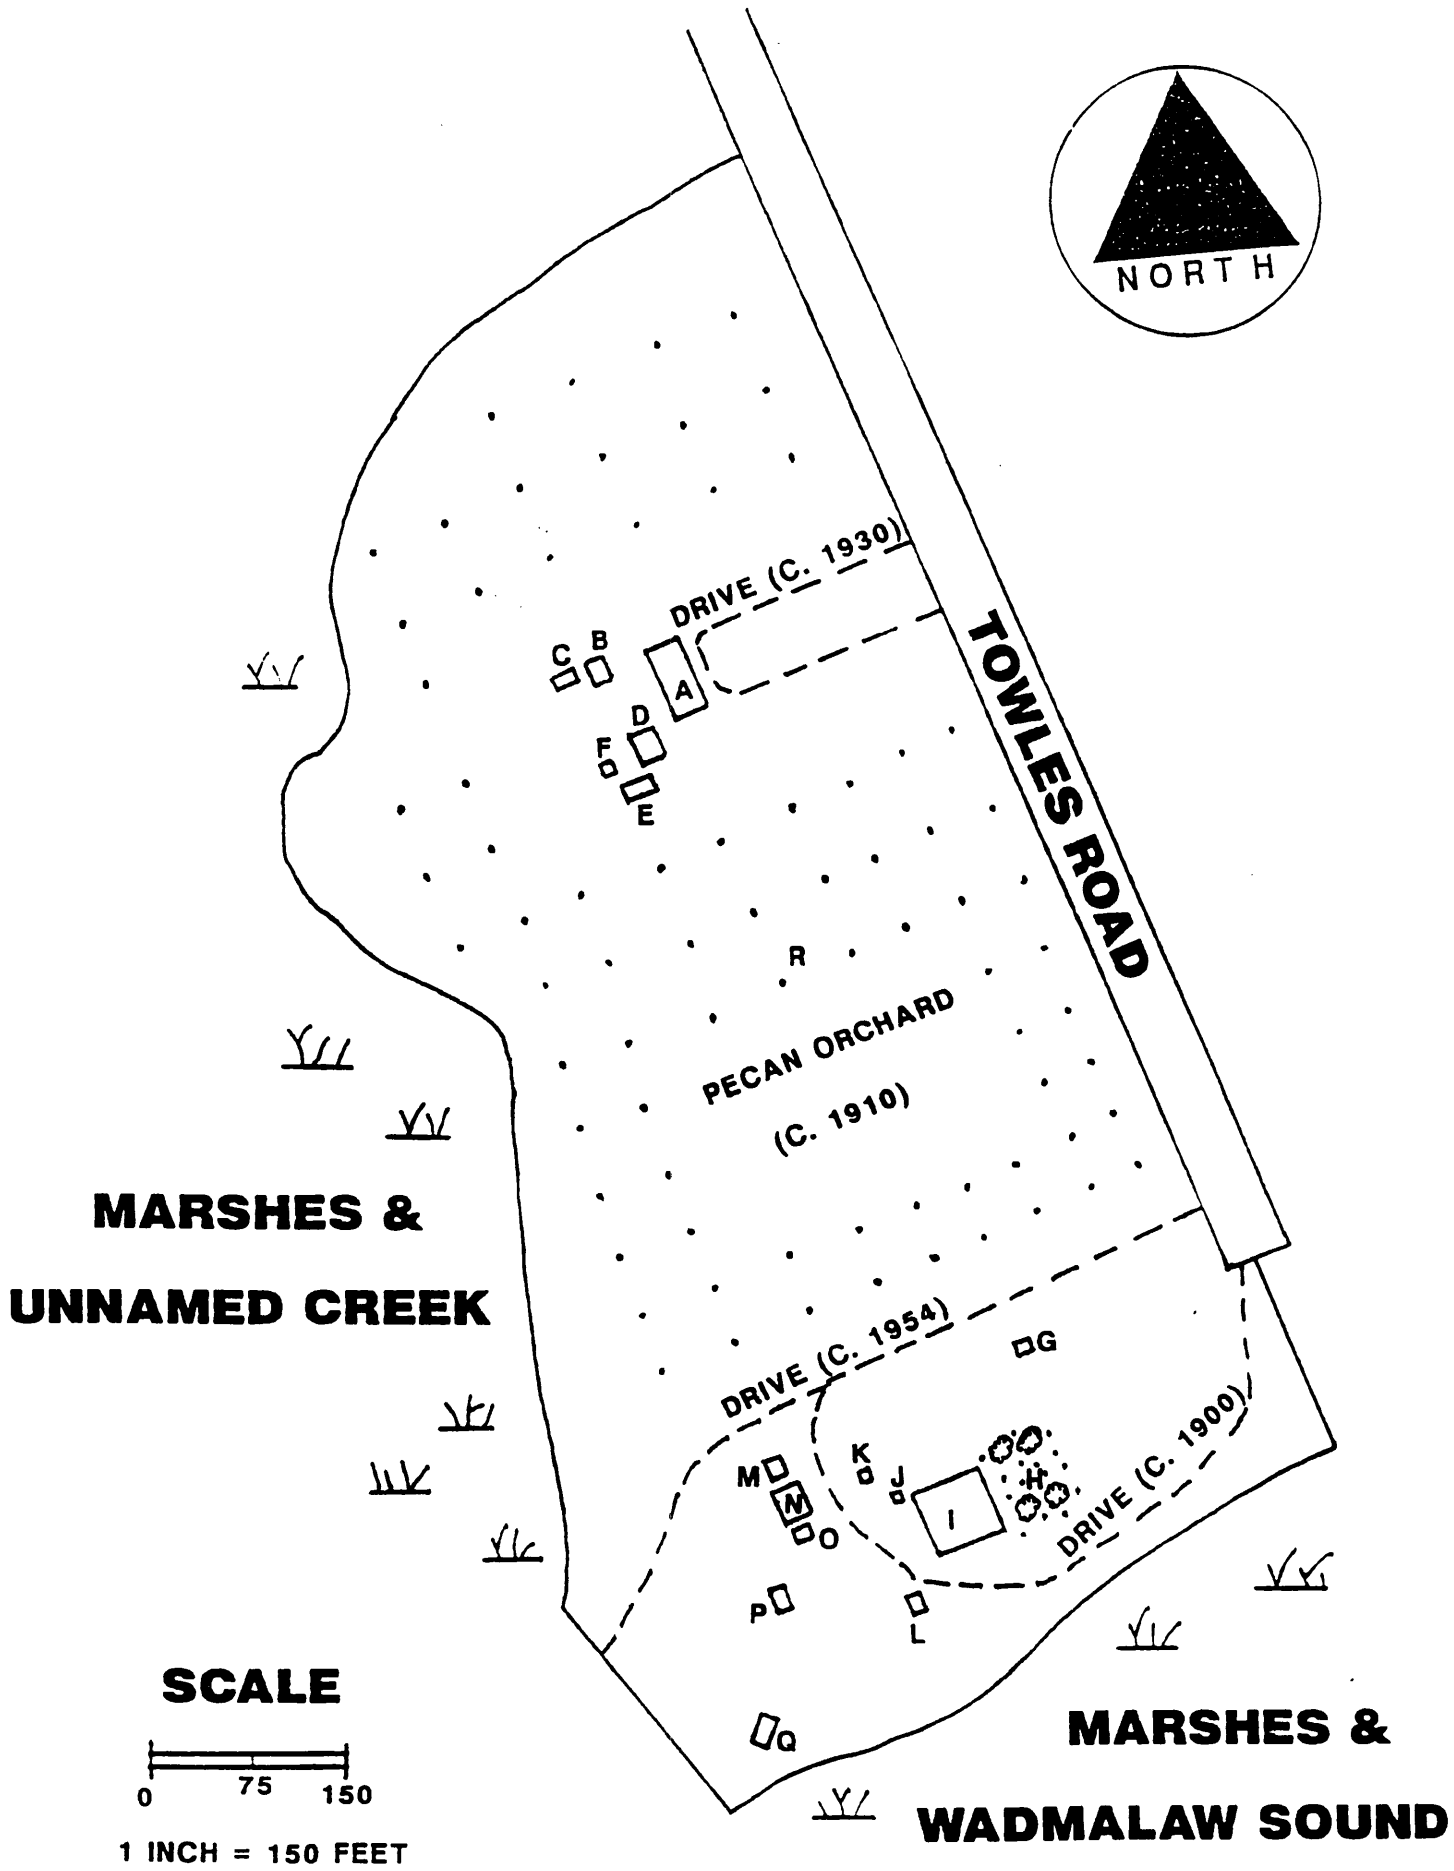 NORTH
DRIVE (C. 1930)
TOWLES ROAD
C
B
A
D
F
E
R
PECAN ORCHARD
(C. 1910)
MARSHES &
UNNAMED CREEK
DRIVE (C. 1954)
G
DRIVE (C. 1900)
H
K
J
I
M
N
O
P
L
Q
SCALE
0 75 150
1 INCH = 150 FEET
MARSHES &
WADMALAW SOUND